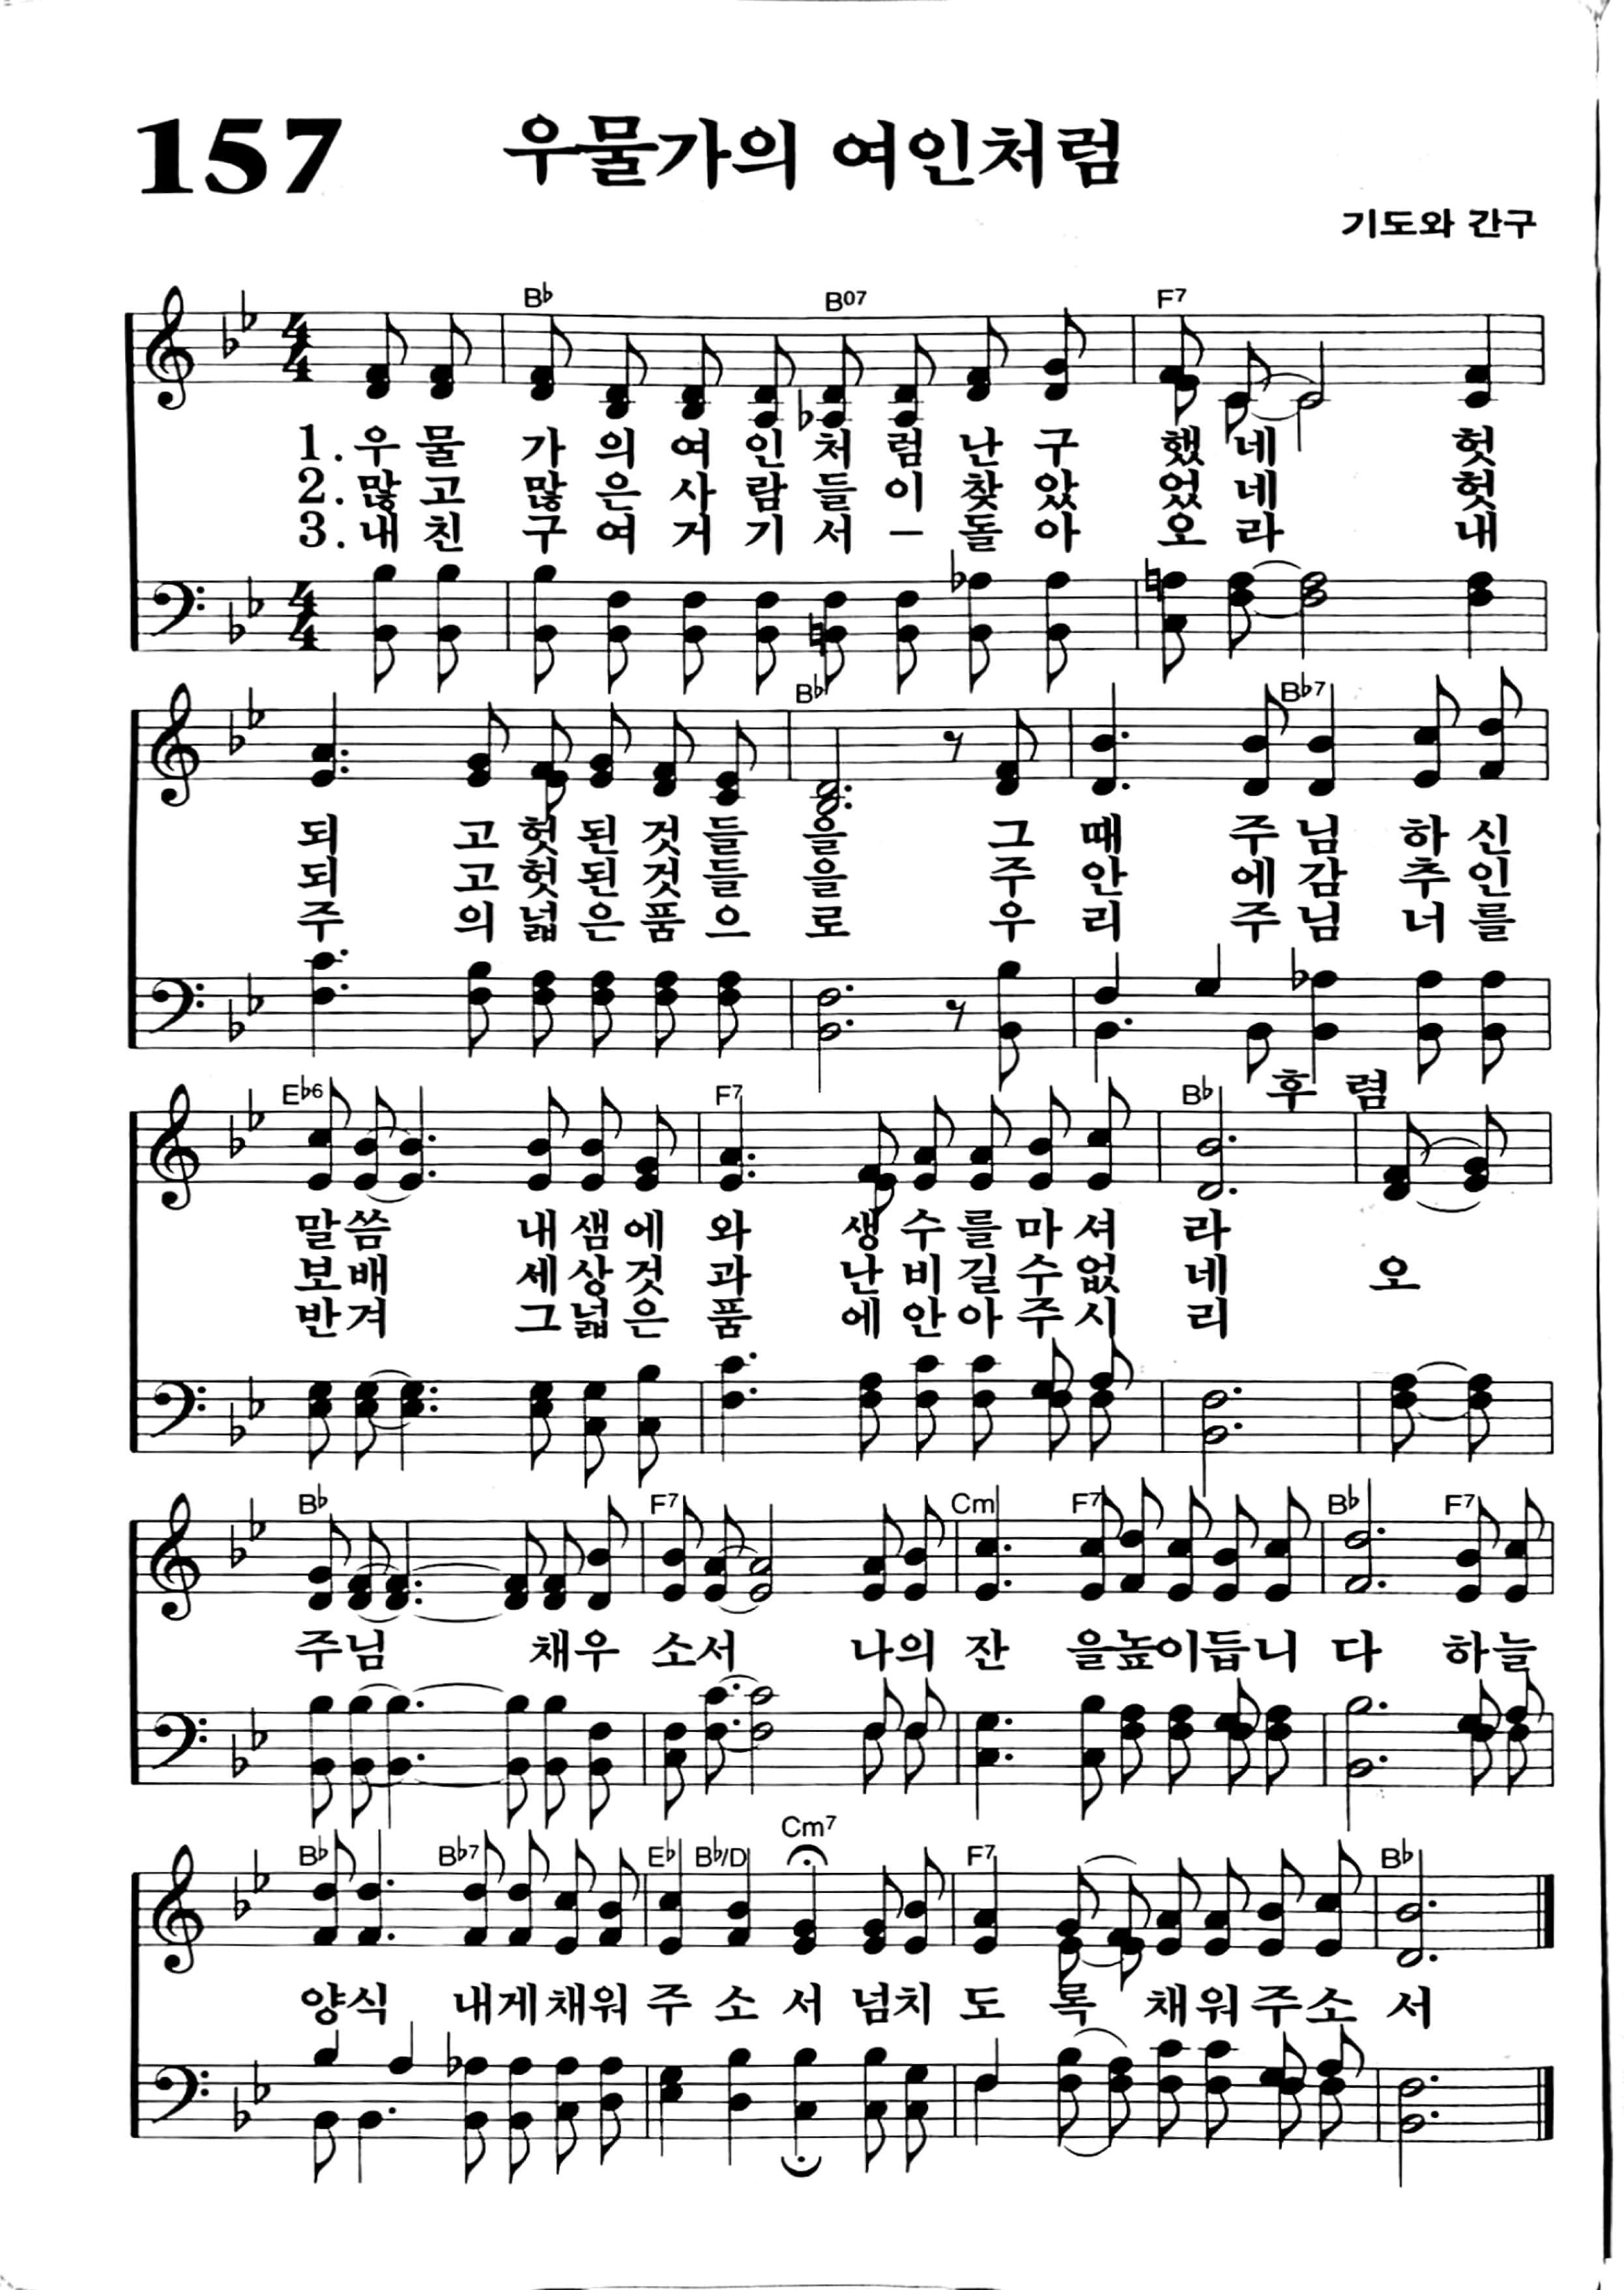 157 우물가의 여인처럼
기도와 간구
B♭ B07 F7
1.우물 가의여인처럼난구 했네 헛
2.많고 많은사람들이찾았 었네 헛
3.내친 구여거기서－돌아 오라 내
B♭ B♭7
되 고헛된것들 을 그 때 주님 하신
되 고헛된것들 을 주 안 에감 추인
주 의넓은품으 로 우 리 주님 너를
후 렴
E♭6 F7 B♭
말씀 내샘에 와 생수를마셔 라
보배 세상것 과 난비길수없 네 오
반겨 그넓은 품 에안아주시 리
B♭ F7 Cm F7 B♭ F7
주님 채우 소서 나의 잔 을높이듭니 다 하늘
B♭ B♭7 E♭ B♭/D Cm7 F7 B♭
양식 내게채워 주 소 서 넘치 도 록 채워주소 서